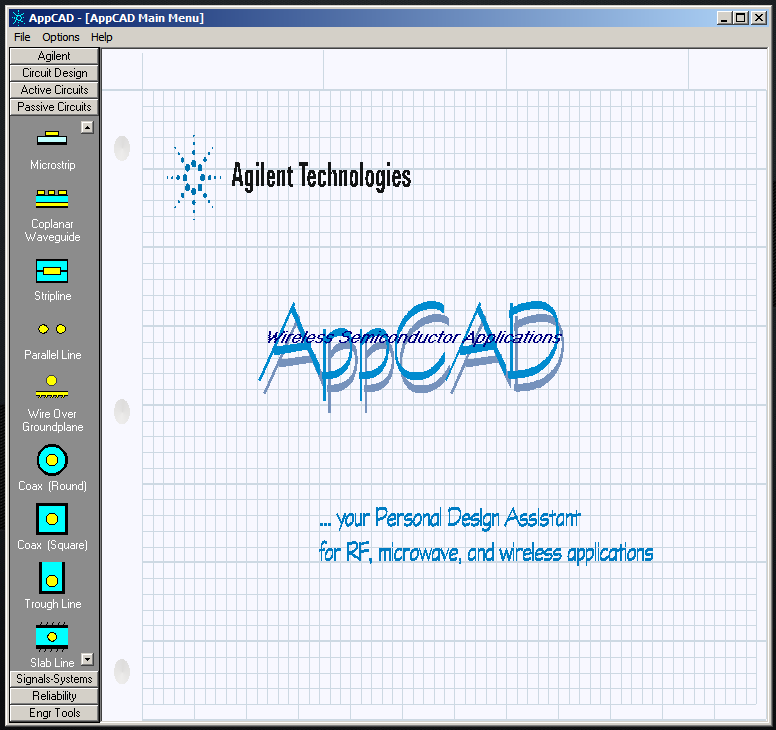 AppCAD - [AppCAD Main Menu]
File Options Help
Agilent
Circuit Design
Active Circuits
Passive Circuits
Microstrip
Coplanar
Waveguide
Stripline
Parallel Line
Wire Over
Groundplane
Coax (Round)
Coax (Square)
Trough Line
Slab Line
Signals-Systems
Reliability
Engr Tools
Agilent Technologies
AppCAD
Wireless Semiconductor Applications
... your Personal Design Assistant
for RF, microwave, and wireless applications